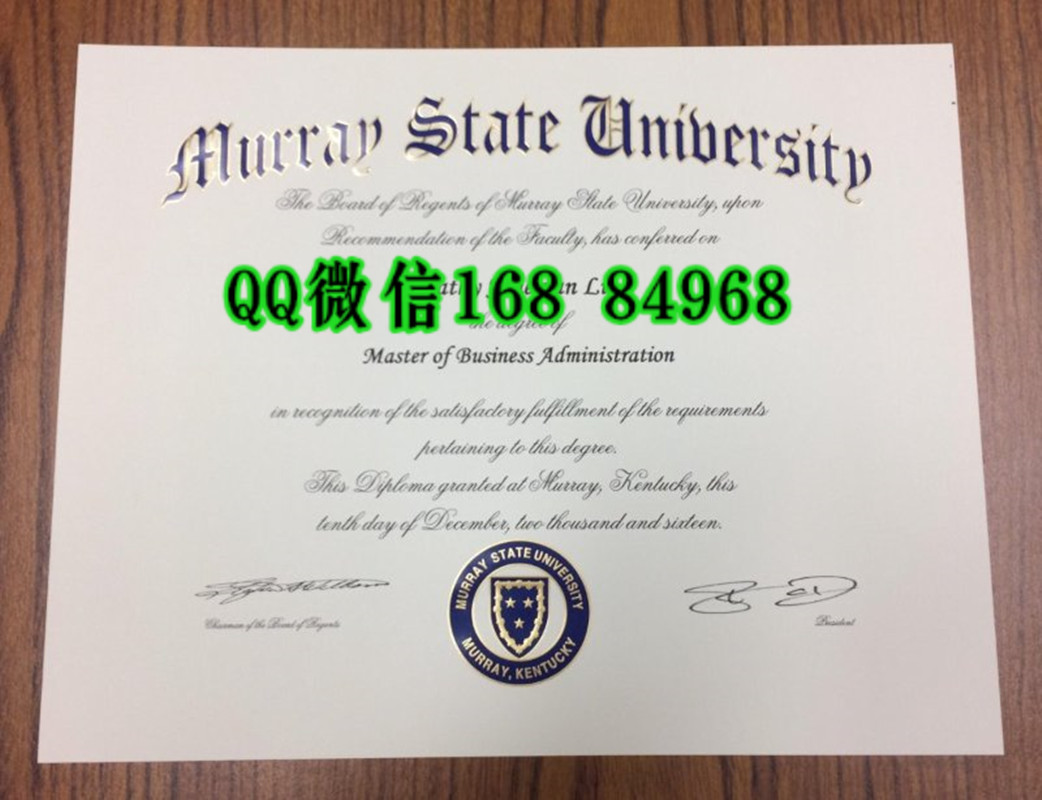 Murray State University
The Board of Regents of Murray State University, upon
Recommendation of the Faculty, has conferred on
QQ微信168 84968
the degree of
Master of Business Administration
in recognition of the satisfactory fulfillment of the requirements
pertaining to this degree.
This Diploma granted at Murray, Kentucky, this
tenth day of December, two thousand and sixteen.
MURRAY STATE UNIVERSITY
MURRAY, KENTUCKY
Chairman of the Board of Regents
President